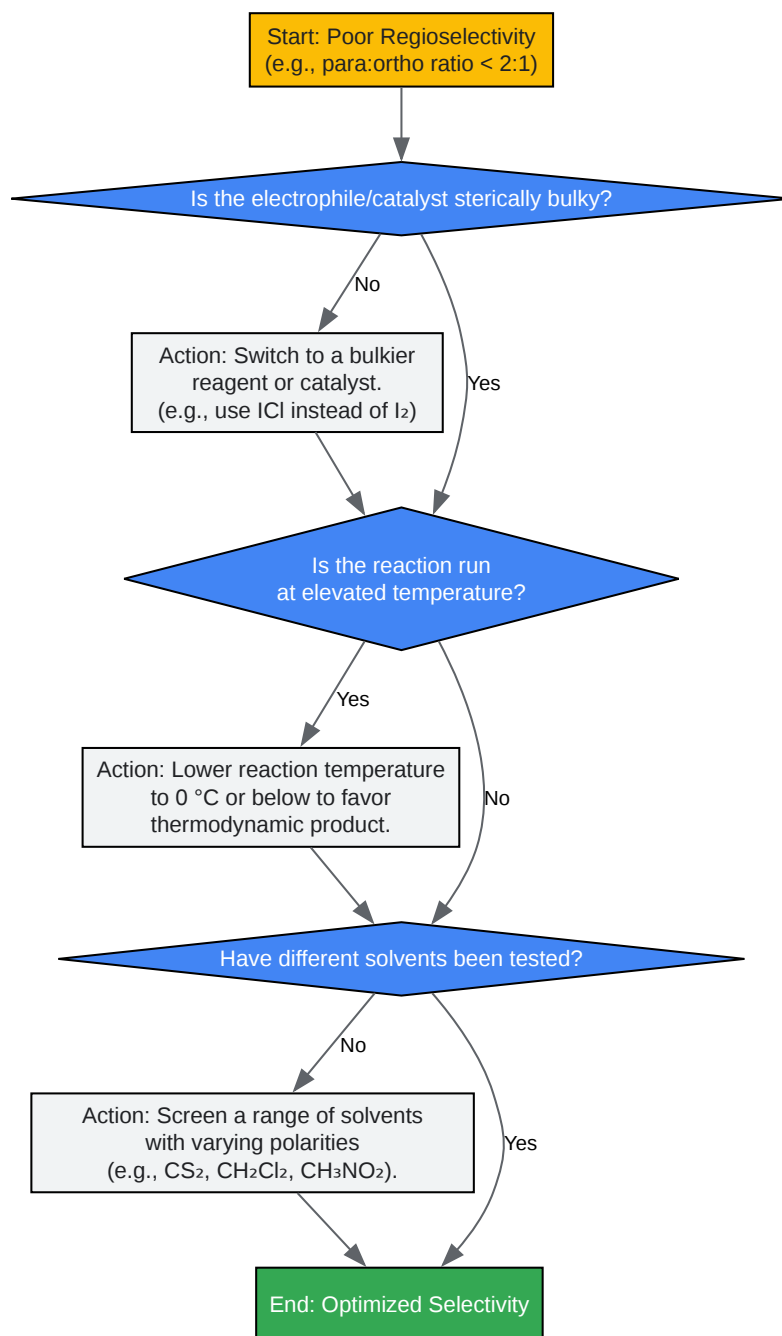 Start: Poor Regioselectivity
(e.g., para:ortho ratio < 2:1)
Is the electrophile/catalyst sterically bulky?
No
Action: Switch to a bulkier
reagent or catalyst.
(e.g., use ICl instead of I₂)
Yes
Is the reaction run
at elevated temperature?
Yes
Action: Lower reaction temperature
to 0 °C or below to favor
thermodynamic product.
No
Have different solvents been tested?
No
Action: Screen a range of solvents
with varying polarities
(e.g., CS₂, CH₂Cl₂, CH₃NO₂).
Yes
End: Optimized Selectivity